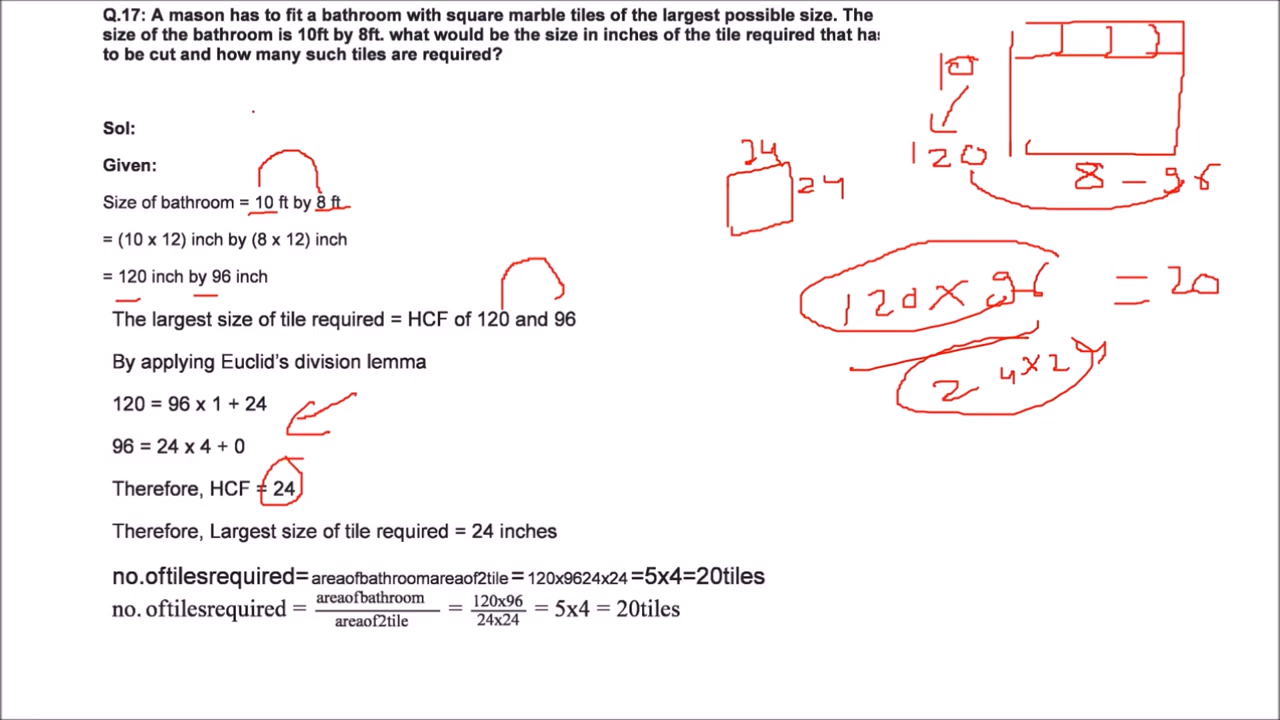 Q.17: A mason has to fit a bathroom with square marble tiles of the largest possible size. The
size of the bathroom is 10ft by 8ft. what would be the size in inches of the tile required that has
to be cut and how many such tiles are required?
Sol:
Given:
Size of bathroom = 10 ft by 8 ft
= (10 x 12) inch by (8 x 12) inch
= 120 inch by 96 inch
The largest size of tile required = HCF of 120 and 96
By applying Euclid's division lemma
120 = 96 x 1 + 24
96 = 24 x 4 + 0
Therefore, HCF = 24
Therefore, Largest size of tile required = 24 inches
no.oftilesrequired= areaofbathroomareaof2tile = 120x9624x24 =5x4=20tiles
no. oftilesrequired = areaofbathroom/areaof2tile = 120x96/24x24 = 5x4 = 20tiles
10
120
8 - 96
24
24
120 x 96 = 20
24 x 24